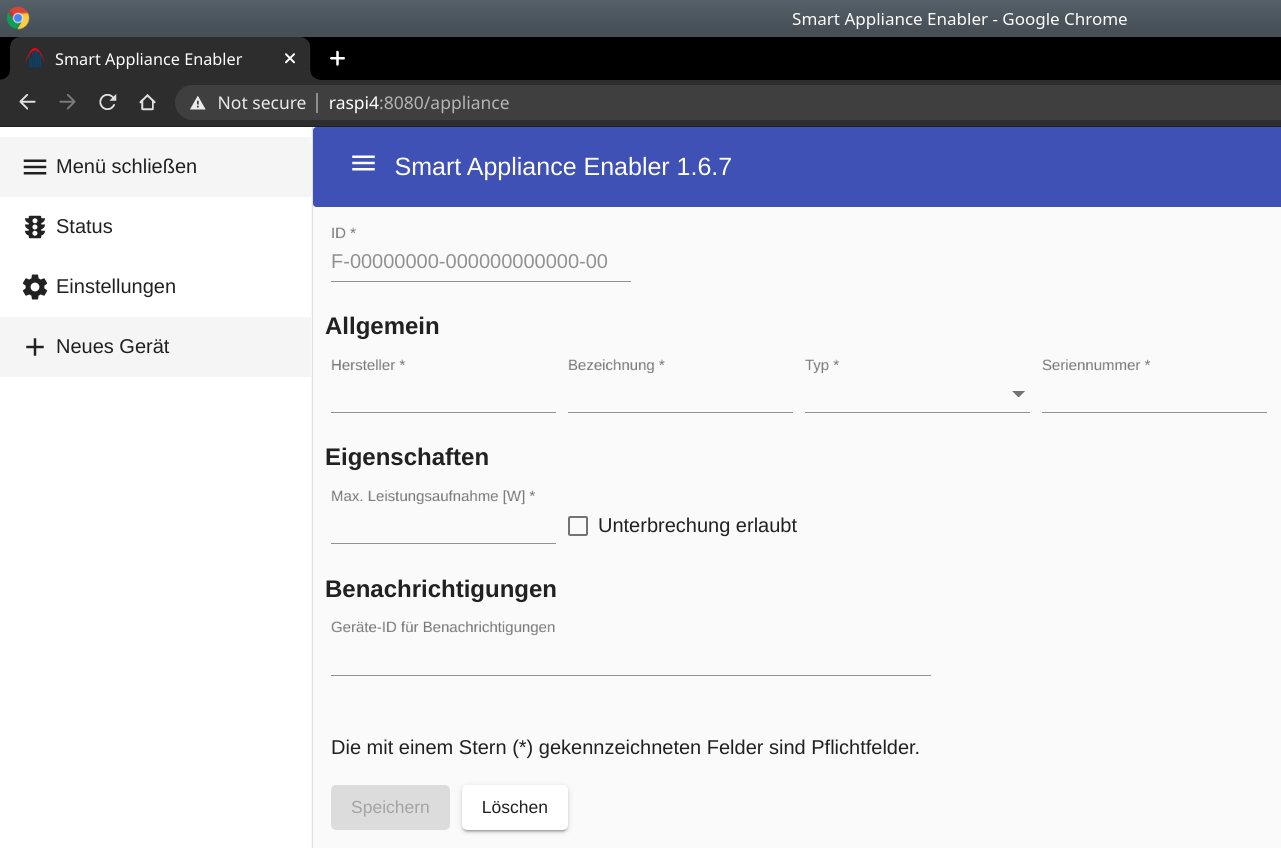 Smart Appliance Enabler - Google Chrome
Smart Appliance Enabler
Not secure | raspi4:8080/appliance
Menü schließen
Smart Appliance Enabler 1.6.7
Status
Einstellungen
Neues Gerät
ID *
F-00000000-000000000000-00
Allgemein
Hersteller * Bezeichnung * Typ * Seriennummer *
Eigenschaften
Max. Leistungsaufnahme [W] *
Unterbrechung erlaubt
Benachrichtigungen
Geräte-ID für Benachrichtigungen
Die mit einem Stern (*) gekennzeichneten Felder sind Pflichtfelder.
Speichern Löschen